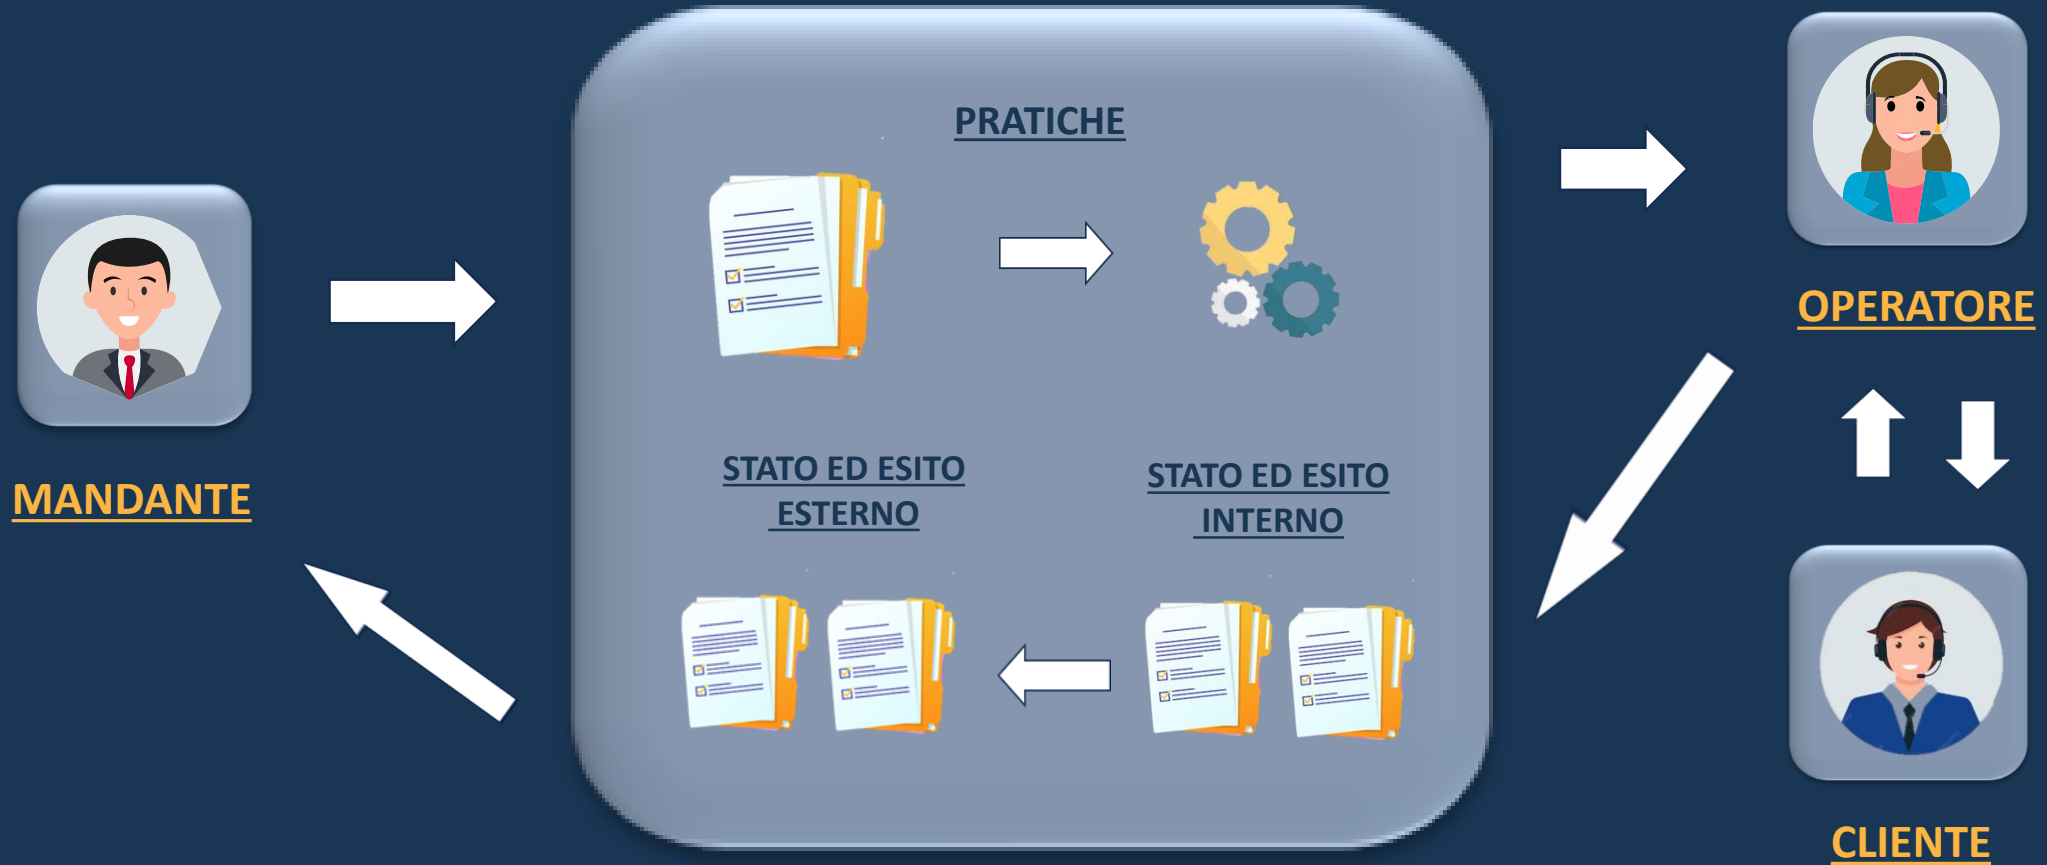 PRATICHE
OPERATORE
MANDANTE
STATO ED ESITO
ESTERNO
STATO ED ESITO
INTERNO
CLIENTE